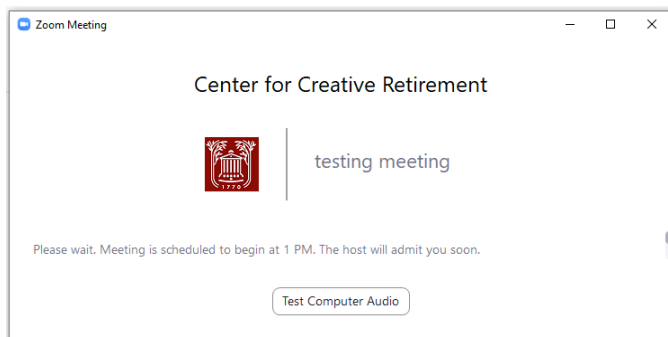 Zoom Meeting
Center for Creative Retirement
1770
testing meeting
Please wait. Meeting is scheduled to begin at 1 PM. The host will admit you soon.
Test Computer Audio